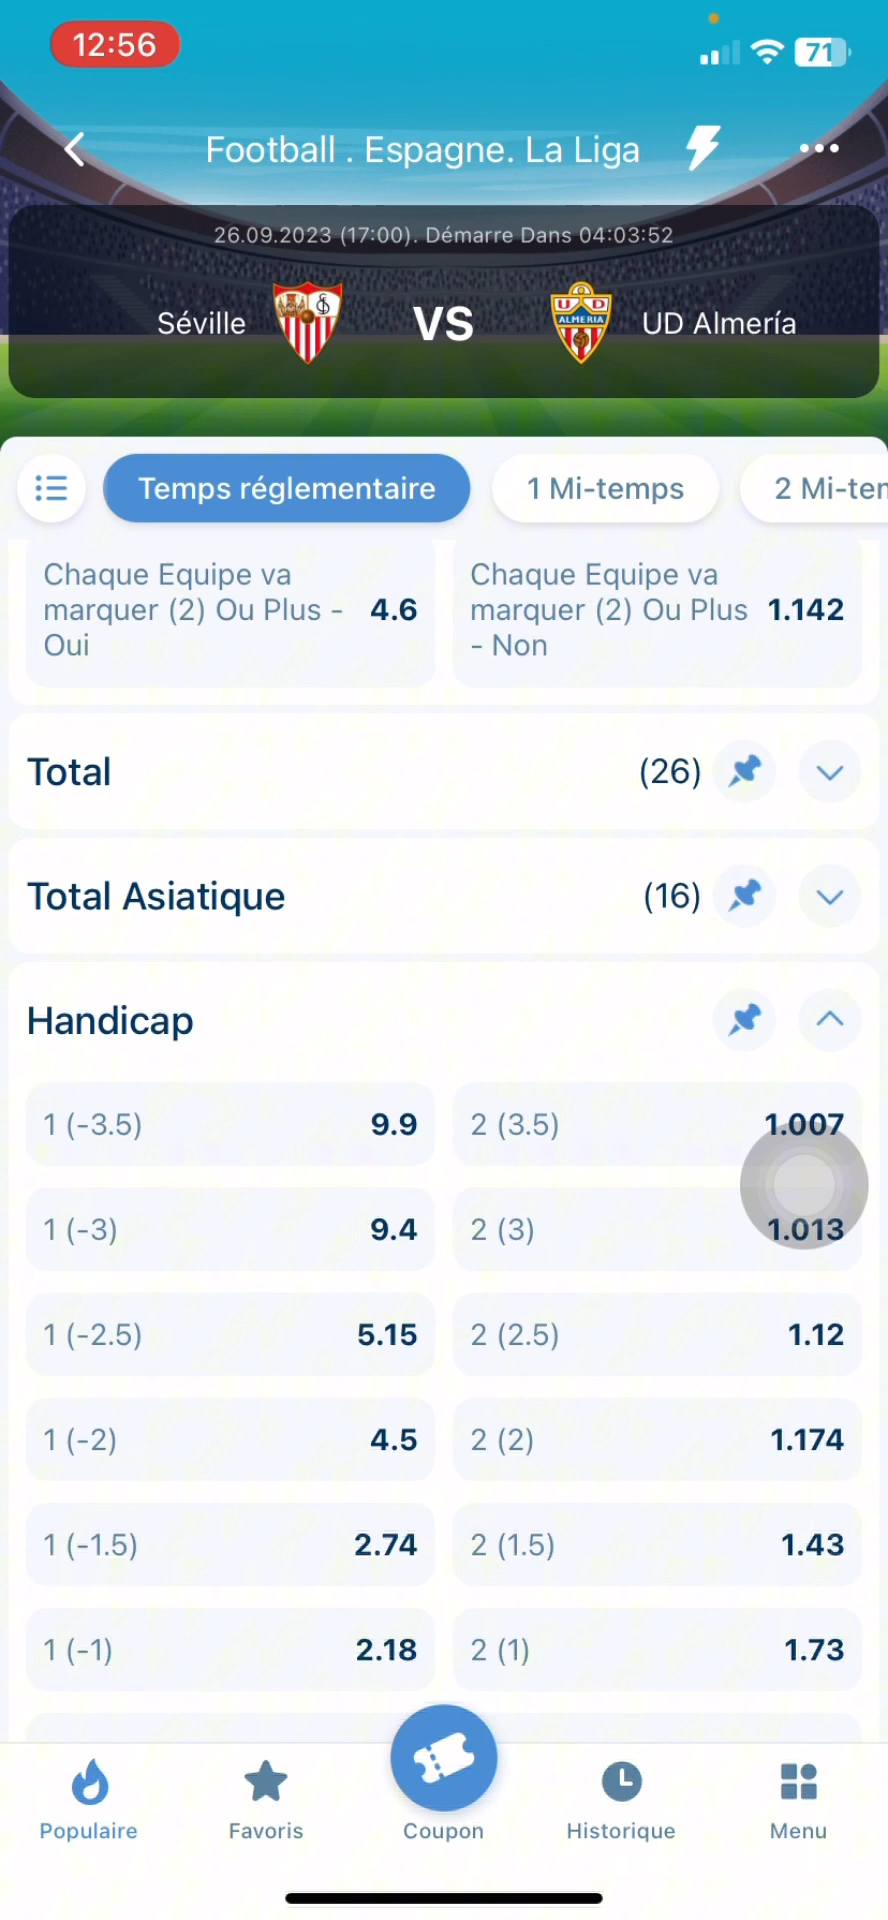 12:56
71
Football . Espagne. La Liga
26.09.2023 (17:00). Démarre Dans 04:03:52
Séville VS UD Almería
U D
ALMERIA
Temps réglementaire 1 Mi-temps 2 Mi-ten
Chaque Equipe va
marquer (2) Ou Plus -
Oui
4.6
Chaque Equipe va
marquer (2) Ou Plus
- Non
1.142
Total (26)
Total Asiatique (16)
Handicap
1 (-3.5) 9.9 2 (3.5) 1.007
1 (-3) 9.4 2 (3) 1.013
1 (-2.5) 5.15 2 (2.5) 1.12
1 (-2) 4.5 2 (2) 1.174
1 (-1.5) 2.74 2 (1.5) 1.43
1 (-1) 2.18 2 (1) 1.73
Populaire Favoris Coupon Historique Menu